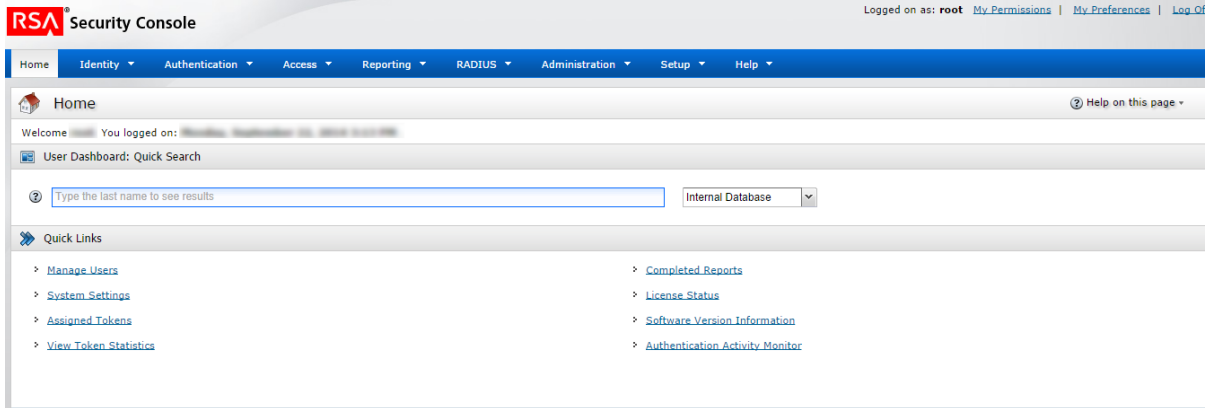 Logged on as: root My Permissions | My Preferences | Log Of
RSA® Security Console
Home Identity Authentication Access Reporting RADIUS Administration Setup Help
Home Help on this page
Welcome You logged on:
User Dashboard: Quick Search
Type the last name to see results Internal Database
Quick Links
Manage Users Completed Reports
System Settings License Status
Assigned Tokens Software Version Information
View Token Statistics Authentication Activity Monitor